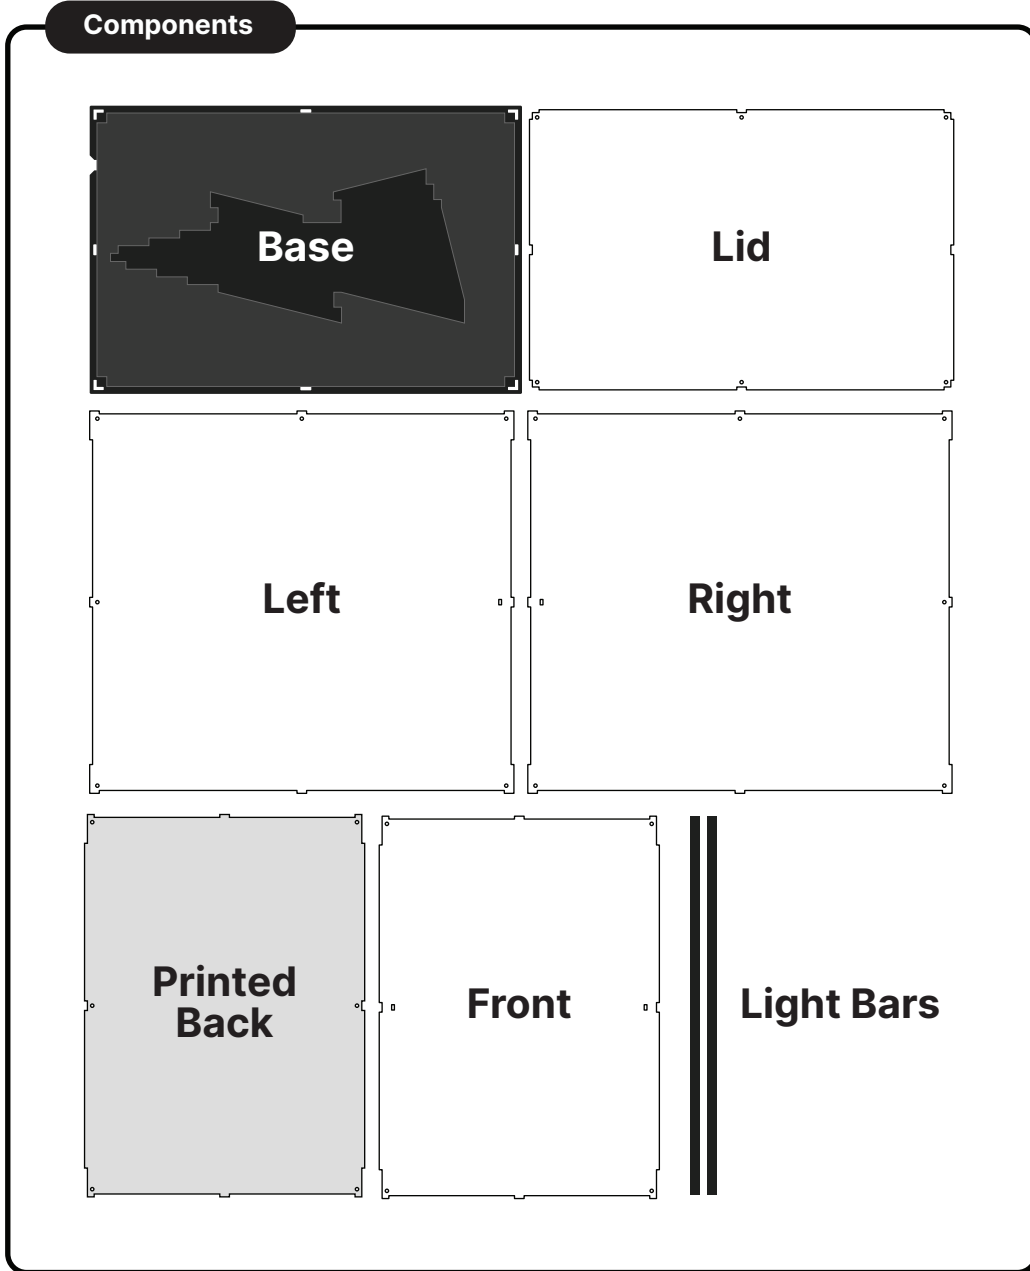 Components
Base
Lid
Left
Right
Printed
Back
Front
Light Bars